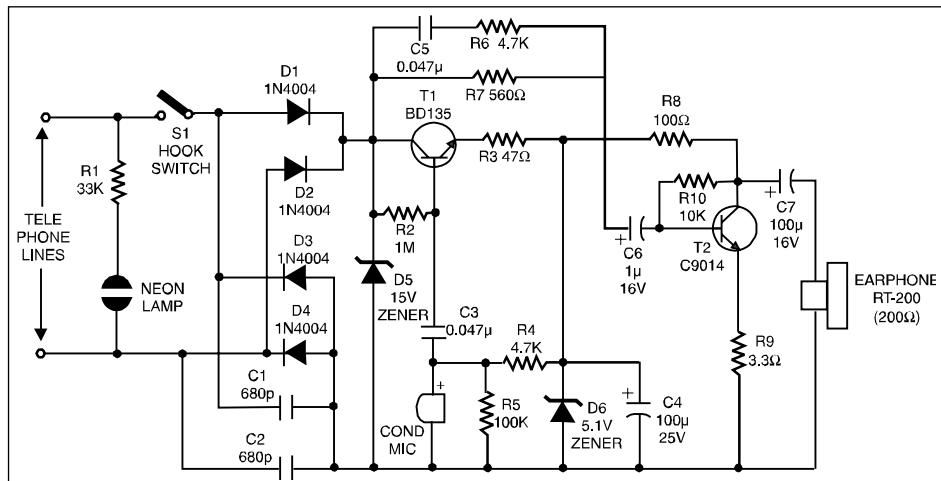 C5
0.047µ
R6 4.7K
R7 560Ω
D1
1N4004
T1
BD135
R8
100Ω
S1
HOOK
SWITCH
R1
33K
R3 47Ω
D2
1N4004
R10
10K
+
C7
100µ
16V
TELE
PHONE
LINES
R2
1M
+
C6
1µ
16V
T2
C9014
D3
1N4004
D5
15V
ZENER
NEON
LAMP
EARPHONE
RT-200
(200Ω)
D4
1N4004
C3
0.047µ
R4
4.7K
R9
3.3Ω
C1
680p
+
COND
MIC
R5
100K
D6
5.1V
ZENER
+
C4
100µ
25V
C2
680p